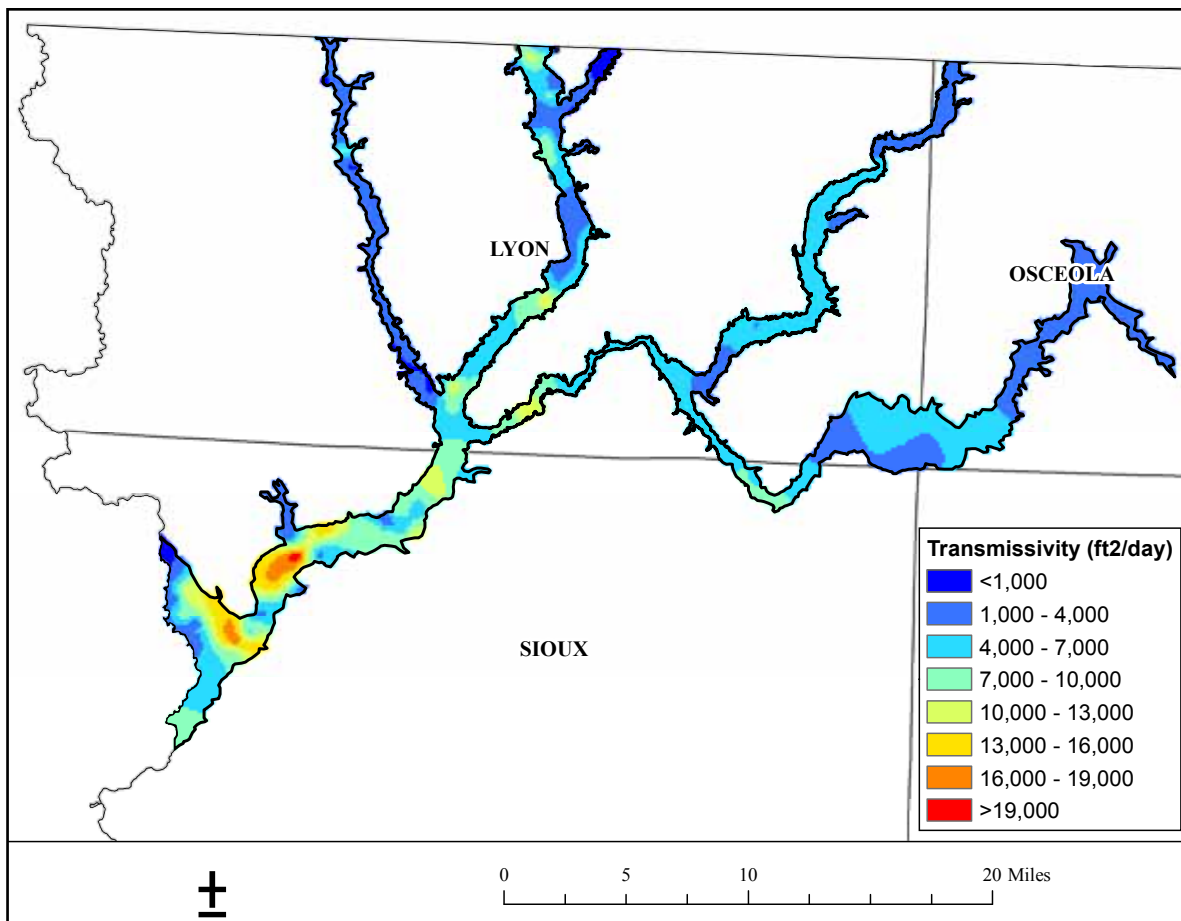 LYON
OSCEOLA
SIOUX
Transmissivity (ft2/day)
<1,000
1,000 - 4,000
4,000 - 7,000
7,000 - 10,000
10,000 - 13,000
13,000 - 16,000
16,000 - 19,000
>19,000
0 5 10 20 Miles